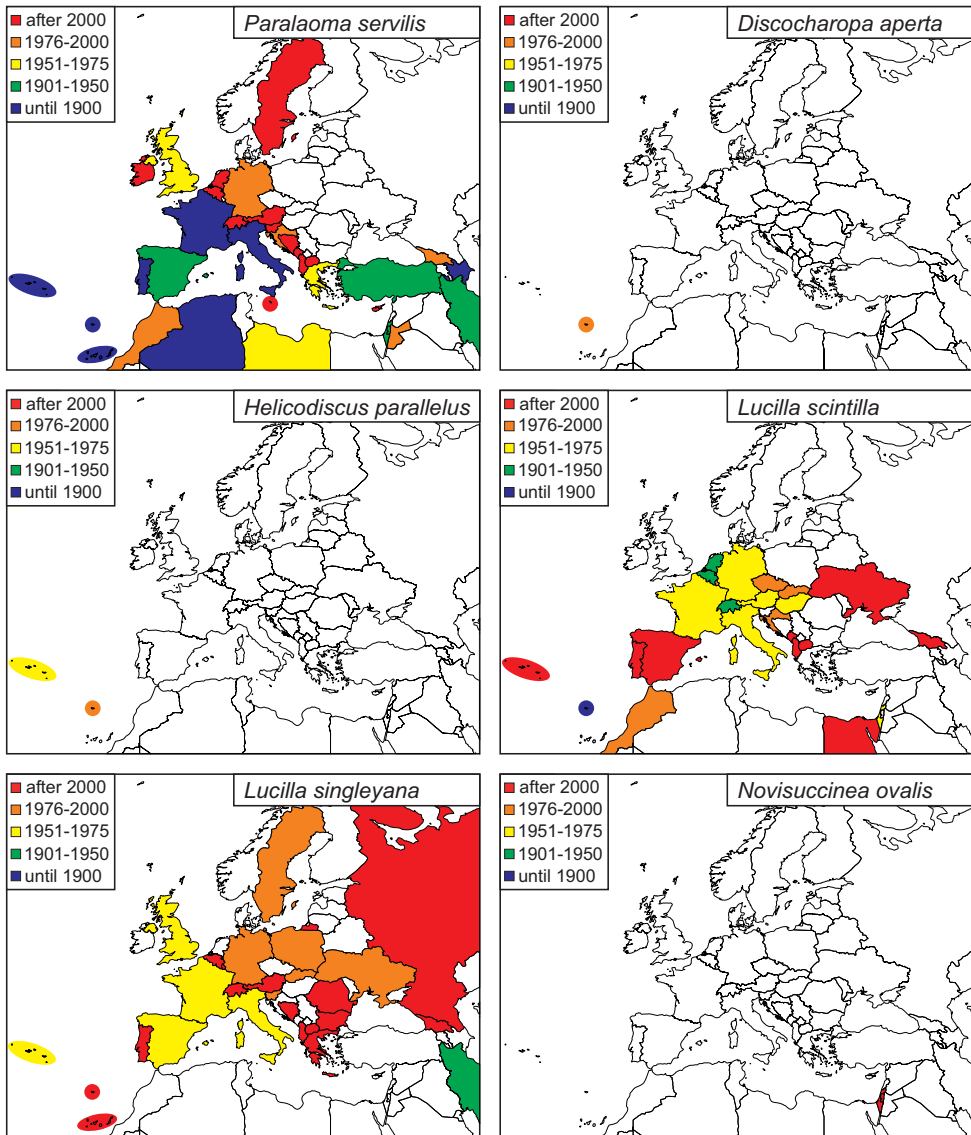 Paralaoma servilis
after 2000
1976-2000
1951-1975
1901-1950
until 1900
Discocharopa aperta
after 2000
1976-2000
1951-1975
1901-1950
until 1900
Helicodiscus parallelus
after 2000
1976-2000
1951-1975
1901-1950
until 1900
Lucilla scintilla
after 2000
1976-2000
1951-1975
1901-1950
until 1900
Lucilla singleyana
after 2000
1976-2000
1951-1975
1901-1950
until 1900
Novisuccinea ovalis
after 2000
1976-2000
1951-1975
1901-1950
until 1900